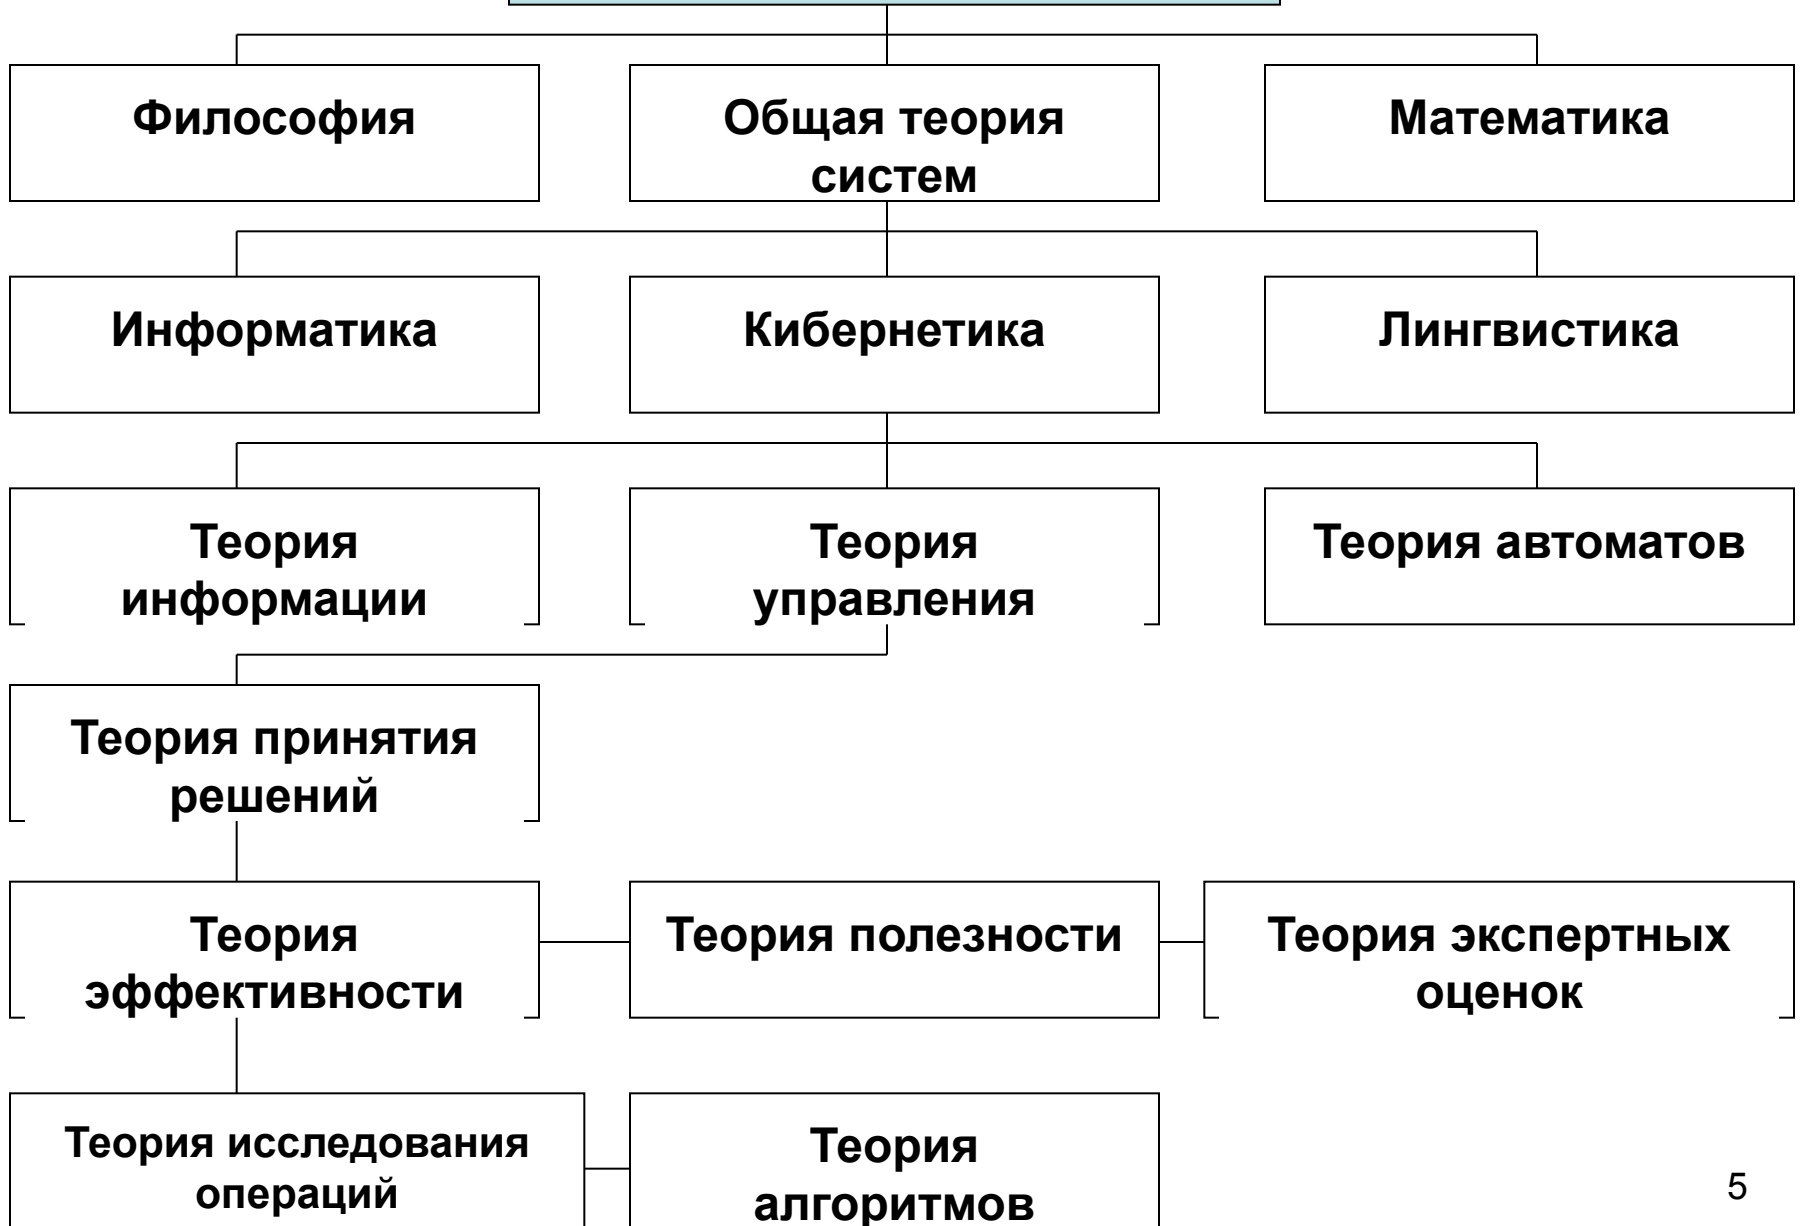 Философия
Общая теория
систем
Математика
Информатика
Кибернетика
Лингвистика
Теория
информации
Теория
управления
Теория автоматов
Теория принятия
решений
Теория
эффективности
Теория полезности
Теория экспертных
оценок
Теория исследования
операций
Теория
алгоритмов
5